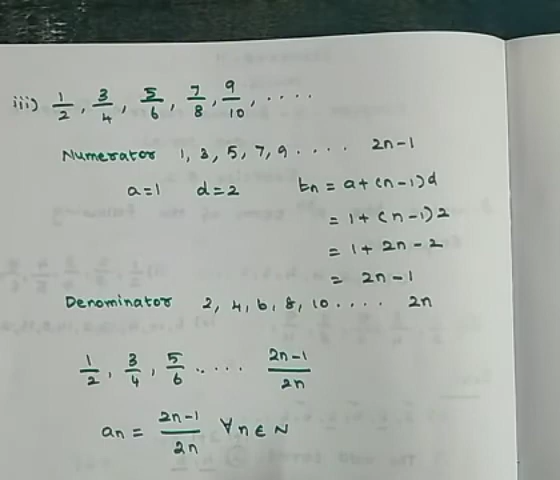 iii) 1/2, 3/4, 5/6, 7/8, 9/10, ....
Numerator 1, 3, 5, 7, 9 .... 2n-1
a=1 d=2 tn = a+(n-1)d
= 1+(n-1)2
= 1+2n-2
= 2n-1
Denominator 2, 4, 6, 8, 10 .... 2n
1/2, 3/4, 5/6 .... 2n-1/2n
an = 2n-1/2n ∀n∈N